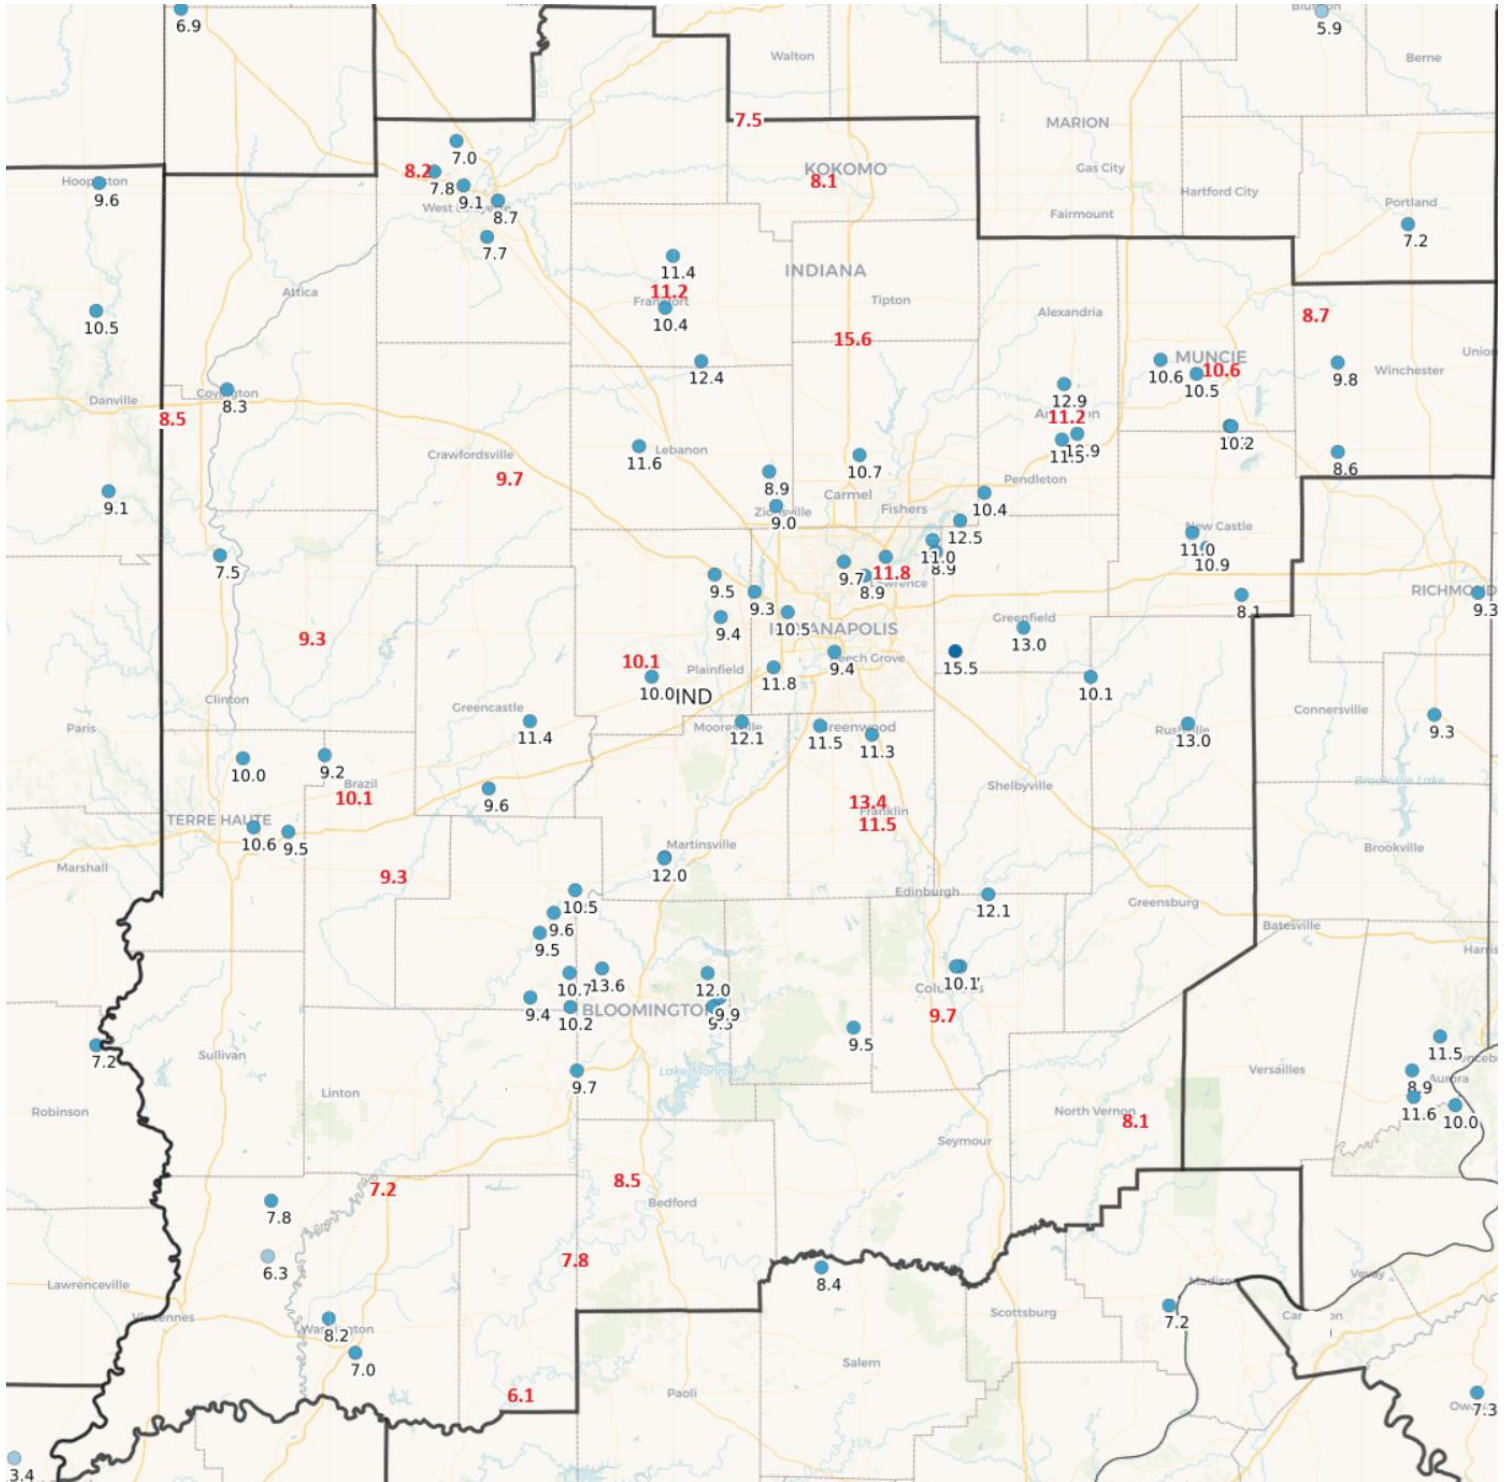 6.9
5.9
Berne
Walton
7.5
MARION
7.0
8.2
7.8
9.1
8.7
7.7
KOKOMO
8.1
Gas City
Hartford City
Fairmount
Portland
7.2
9.6
11.4
INDIANA
11.2
10.4
Tipton
Attica
10.5
Alexandria
8.7
15.6
MUNCIE
10.6
10.6
10.5
9.8
Winchester
12.4
12.9
11.2
Danville
8.3
8.5
11.5
10.2
Crawfordsville
9.7
11.6
Lebanon
10.7
8.6
8.9
Carmel
Pendleton
9.1
9.0
Fishers
10.4
12.5
New Castle
11.0
10.9
11.0
8.9
7.5
9.7
11.8
8.9
9.5
9.3
8.1
RICHMOND
9.3
9.4
10.5
Greenfield
13.0
9.3
10.1
Plainfield
9.4
15.5
10.0
IND
11.8
10.1
Clinton
Greencastle
11.4
12.1
11.5
Greenwood
11.3
13.0
Connersville
9.3
Paris
10.0
9.2
Brazil
10.1
9.6
Shelbyville
Brookville Lake
13.4
Franklin
11.5
TERRE HAUTE
10.6
9.5
Martinsville
12.0
Marshall
9.3
Brookville
10.5
Edinburgh
12.1
Greensburg
9.6
9.5
Batesville
10.7
13.6
12.0
10.1
9.4
10.2
BLOOMINGTON
9.9
9.7
9.5
7.2
Sullivan
11.5
Lake Monroe
9.7
Versailles
8.9
Aurora
Linton
Robinson
North Vernon
8.1
11.6
10.0
Seymour
8.5
7.2
Bedford
7.8
6.3
7.8
8.4
Lawrenceville
Madison
Vevay
7.2
Scottsburg
8.2
7.0
Salem
6.1
Paoli
7.3
3.4